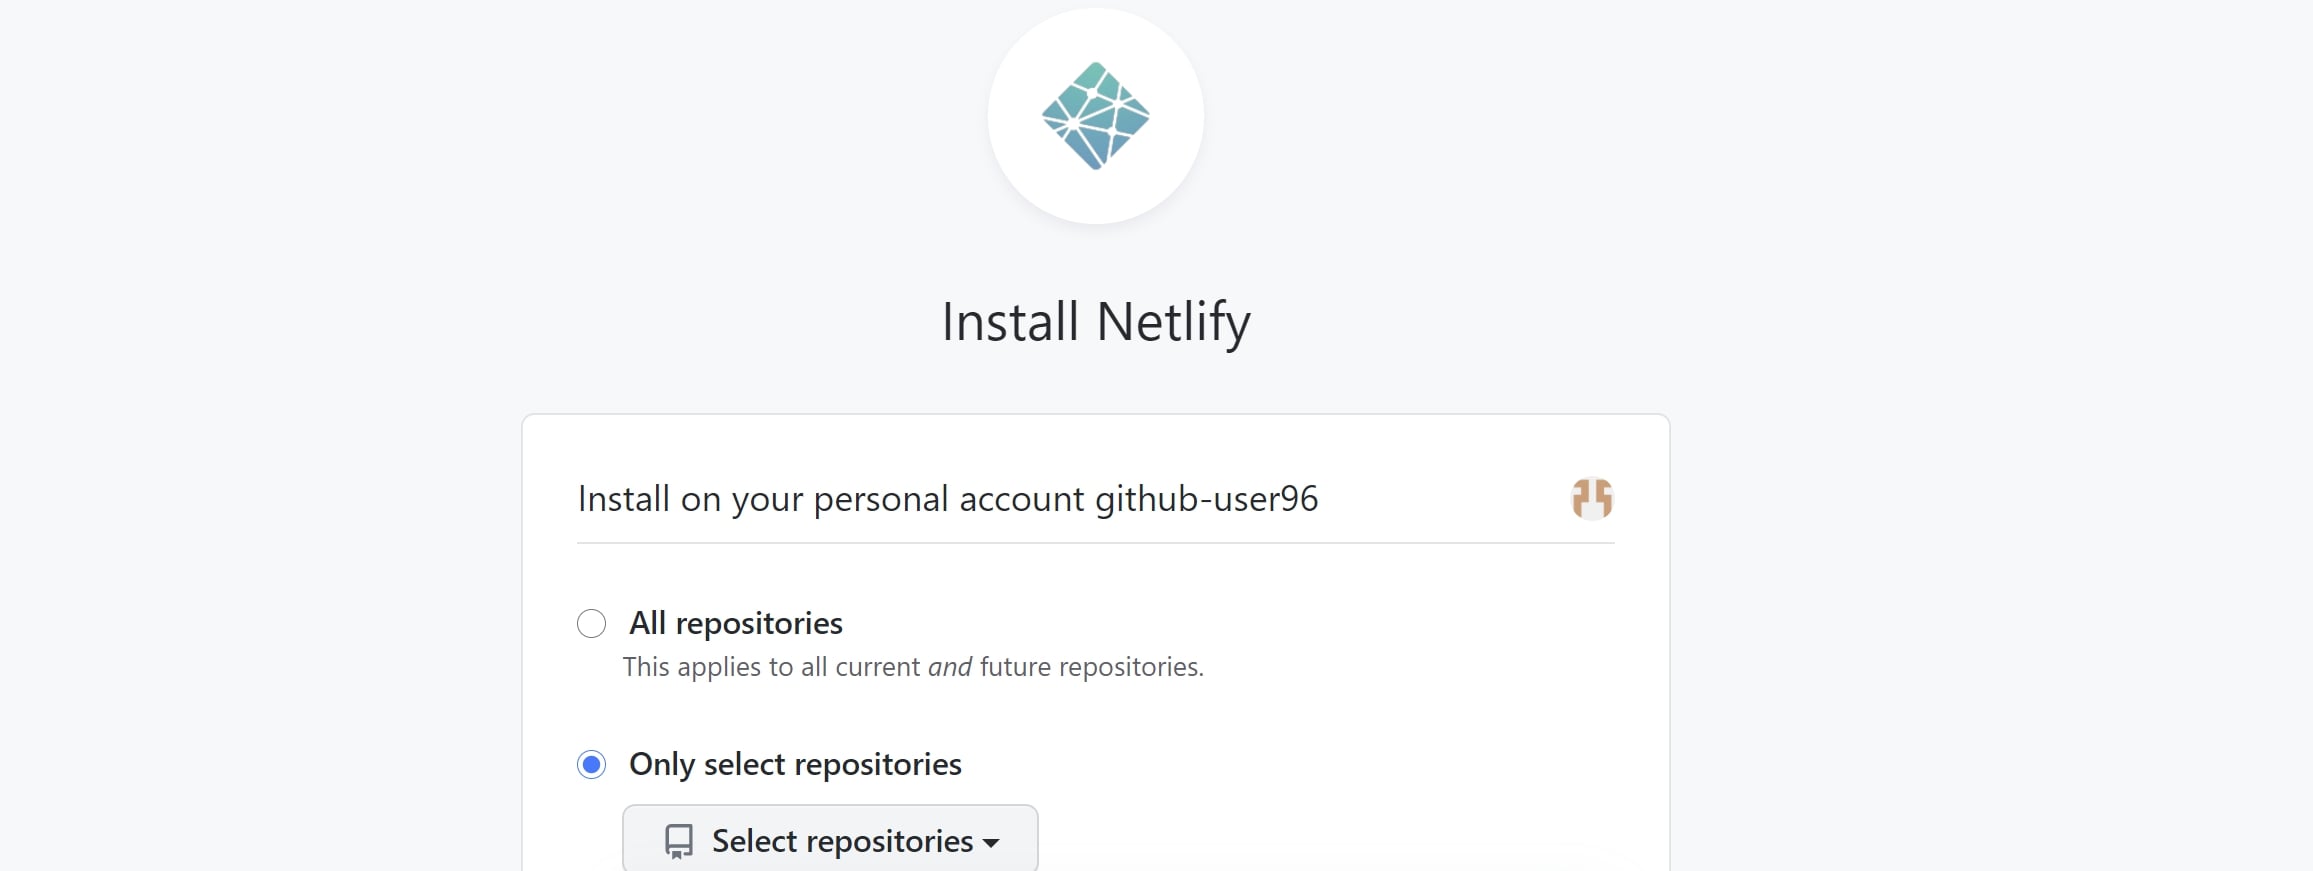 Install Netlify
Install on your personal account github-user96
All repositories
This applies to all current and future repositories.
Only select repositories
Select repositories